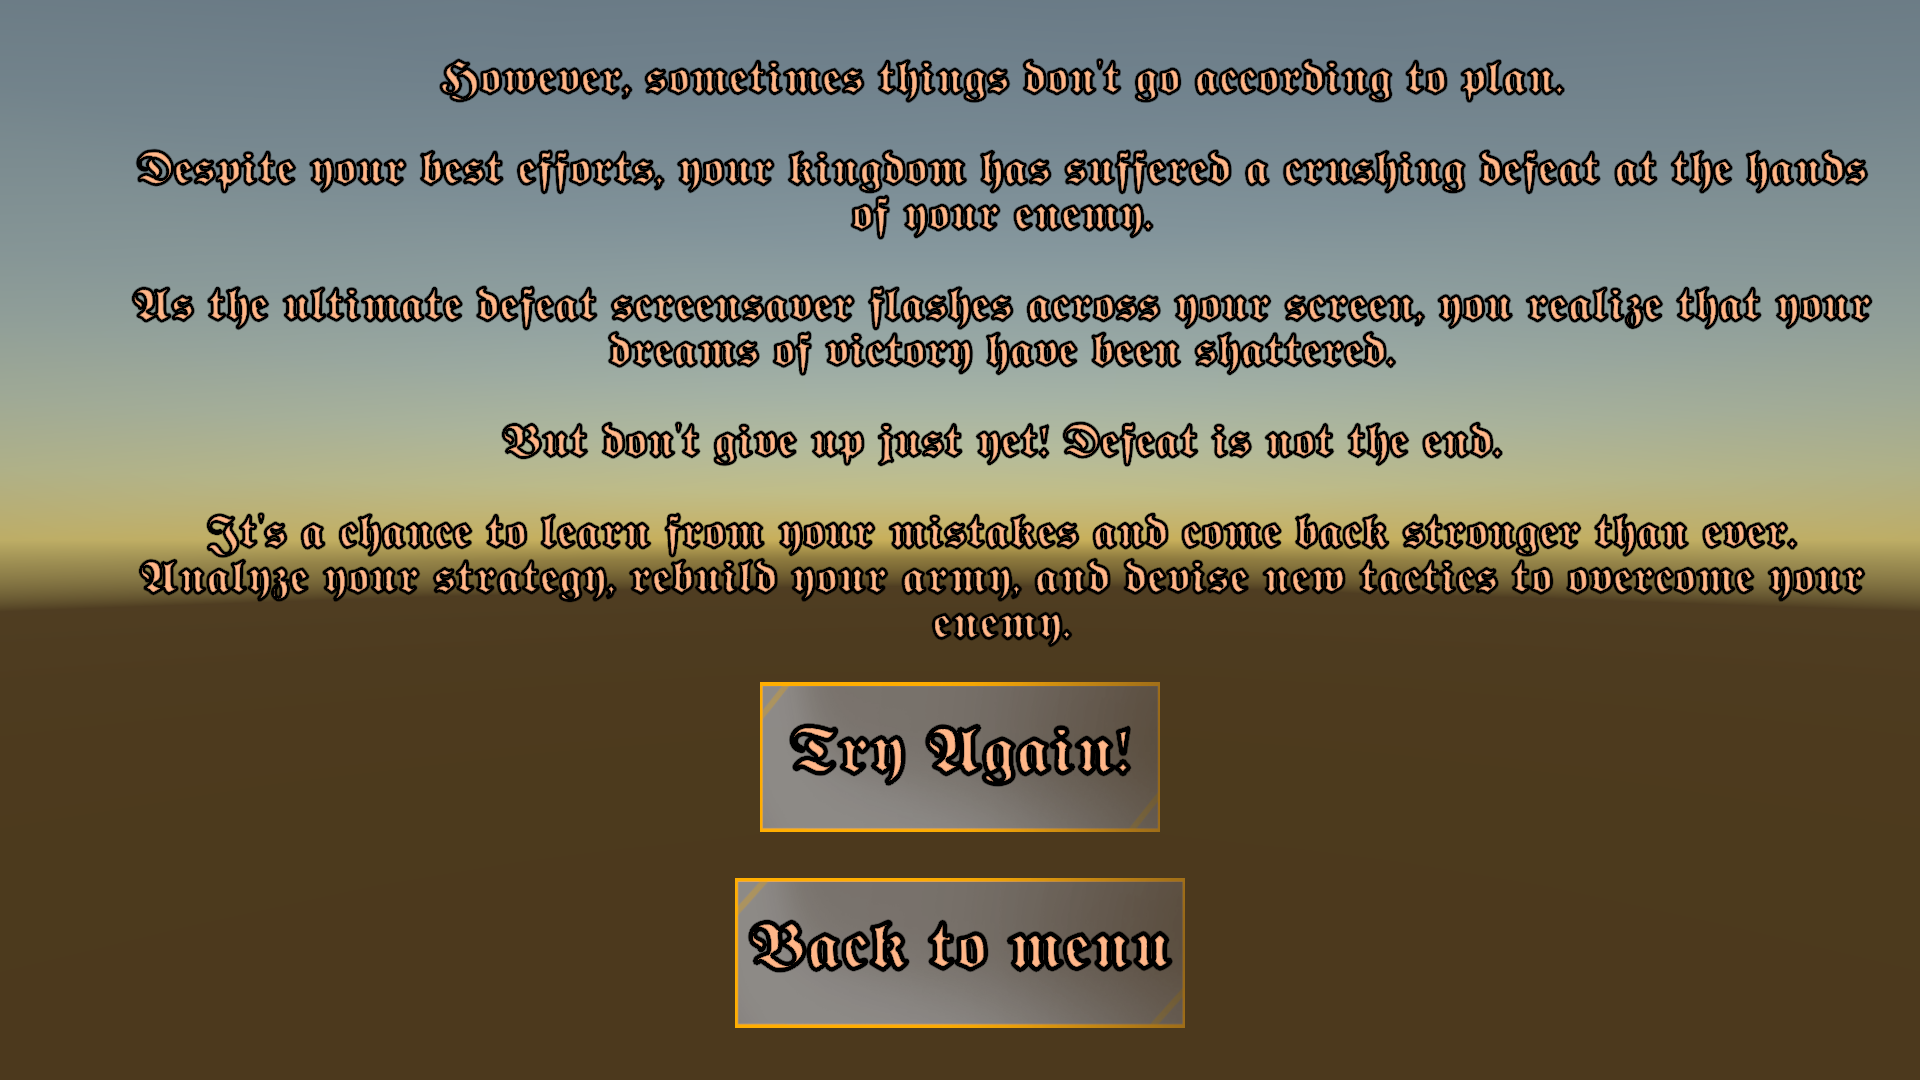 However, sometimes things don't go according to plan.
Despite your best efforts, your kingdom has suffered a crushing defeat at the hands
of your enemy.
As the ultimate defeat screensaver flashes across your screen, you realize that your
dreams of victory have been shattered.
But don't give up just yet! Defeat is not the end.
It's a chance to learn from your mistakes and come back stronger than ever.
Analyze your strategy, rebuild your army, and devise new tactics to overcome your
enemy.
Try Again!
Back to menu